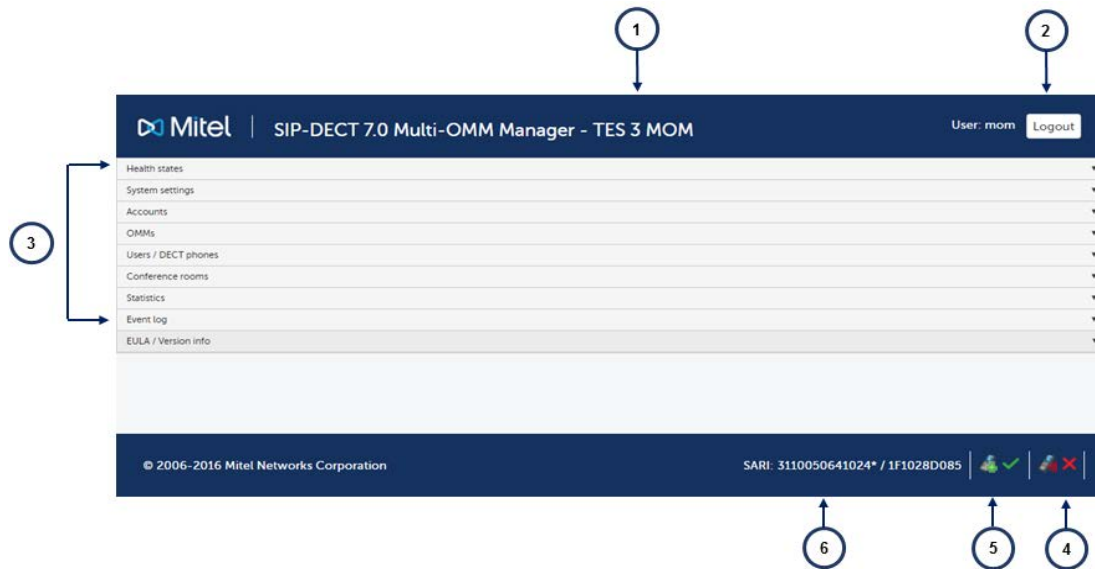 1
2
Mitel
SIP-DECT 7.0 Multi-OMM Manager - TES 3 MOM
User: mom
Logout
Health states
System settings
Accounts
3
OMMs
Users / DECT phones
Conference rooms
Statistics
Event log
EULA / Version info
© 2006-2016 Mitel Networks Corporation
SARI: 3110050641024* / 1F1028D085
6
5
4